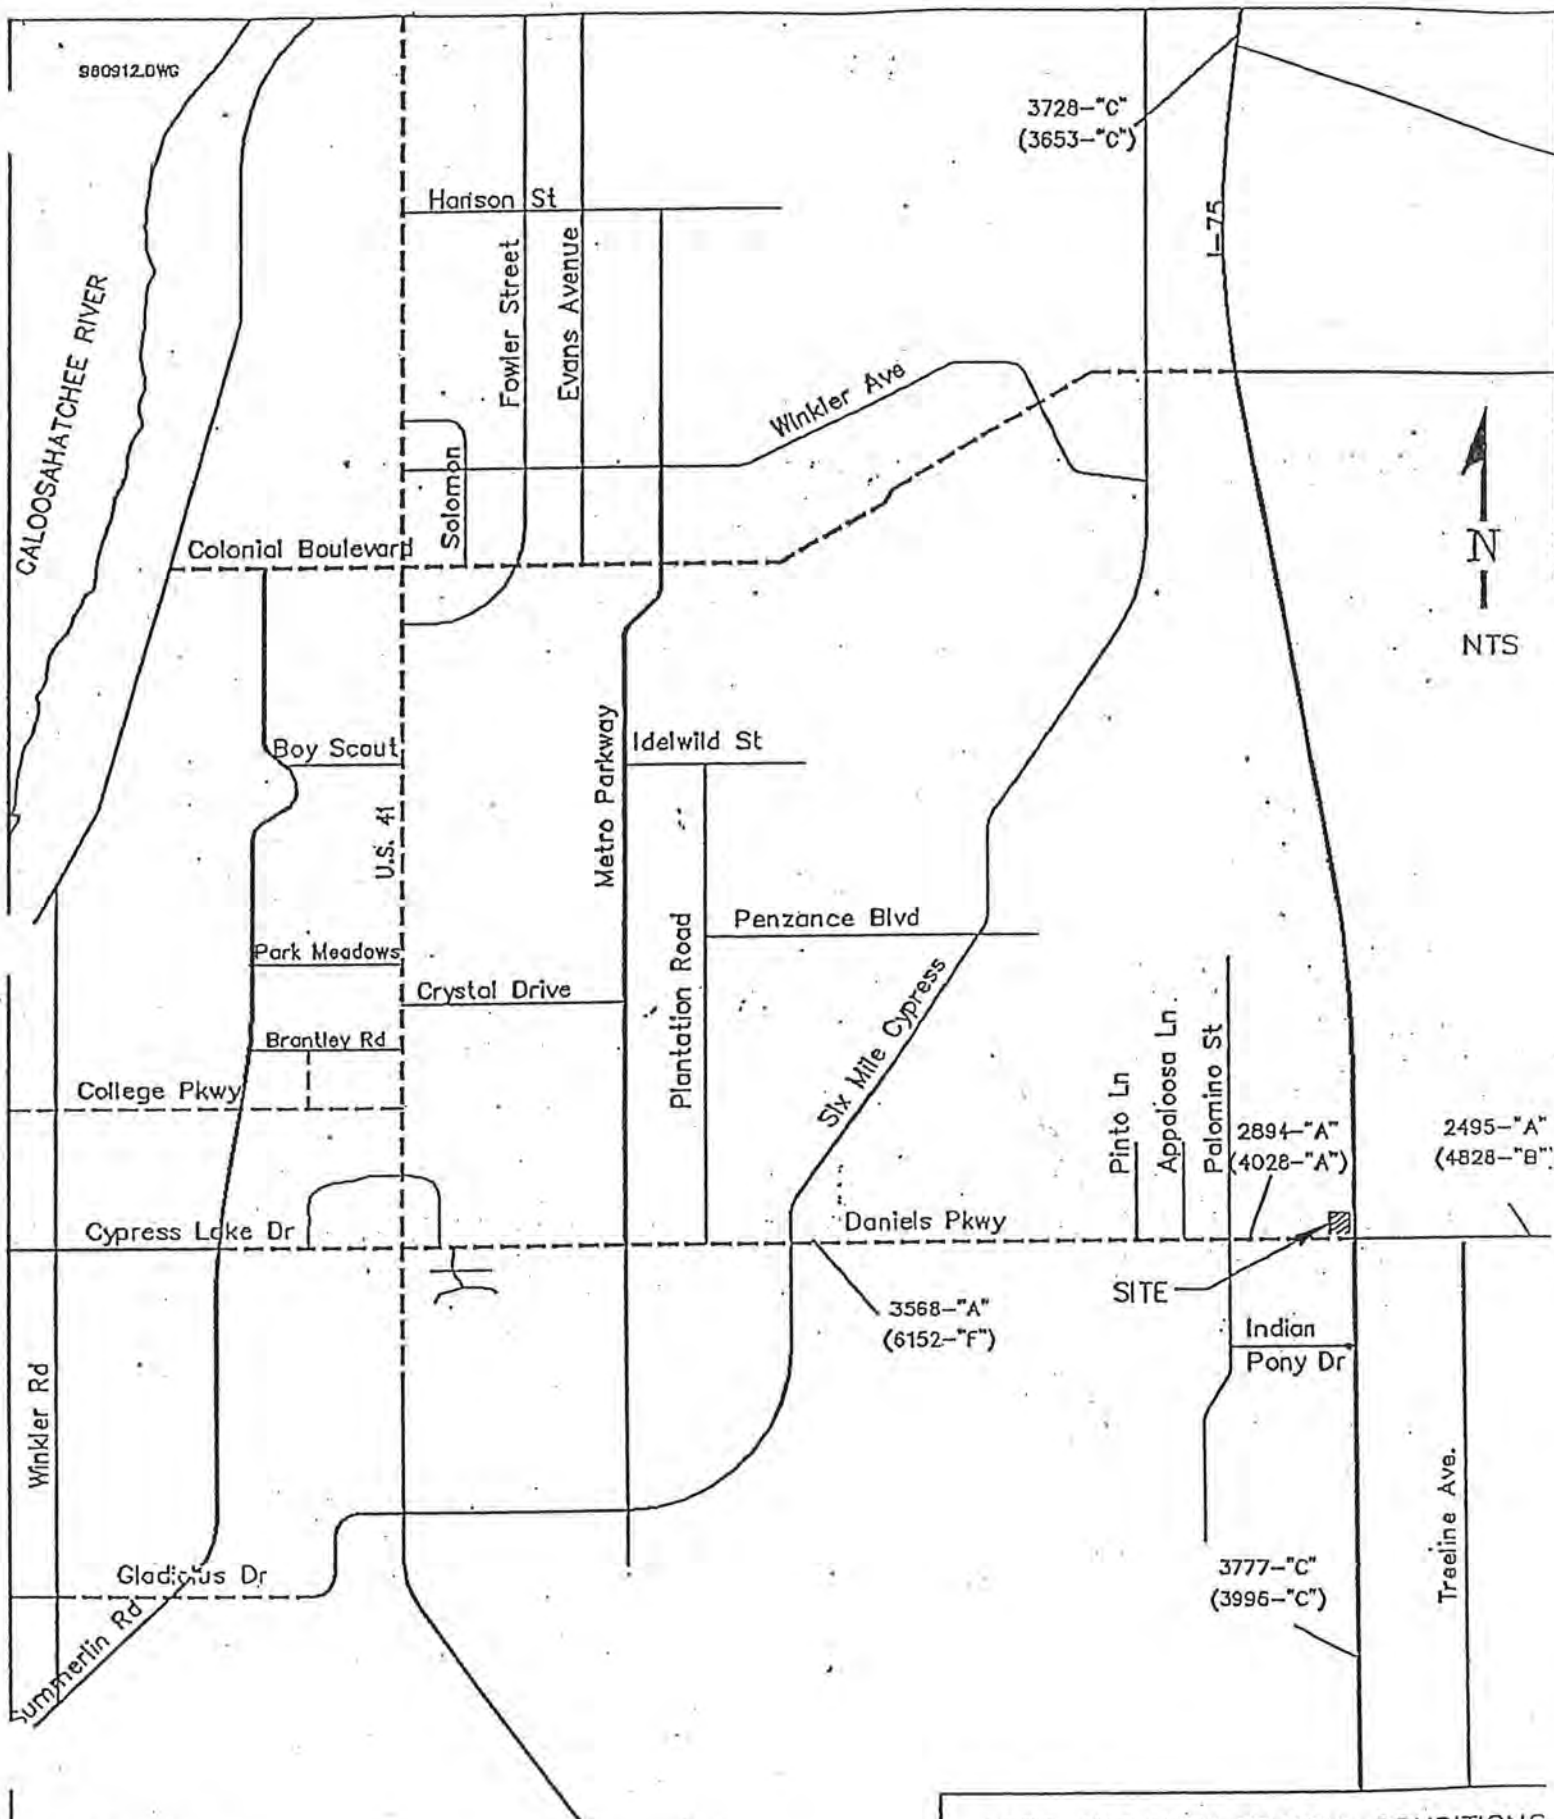 980912.DWG
3728-"C"
(3653-"C")
Harison St
I-75
Fowler Street
Evans Avenue
CALOOSAHATCHEE RIVER
Winkler Ave
Solomon
Colonial Boulevard
N
NTS
Boy Scout
Idelwild St
U.S. 41
Metro Parkway
Penzance Blvd
Plantation Road
Park Meadows
Crystal Drive
Six Mile Cypress
Brantley Rd
College Pkwy
Pinto Ln
Appaloosa Ln
Palomino St
2894-"A"
(4028-"A")
2495-"A"
(4828-"B")
Cypress Lake Dr
Daniels Pkwy
SITE
3568-"A"
(6152-"F")
Indian
Pony Dr
Winkler Rd
Treeline Ave.
Gladiolus Dr
3777-"C"
(3996-"C")
Summerlin Rd